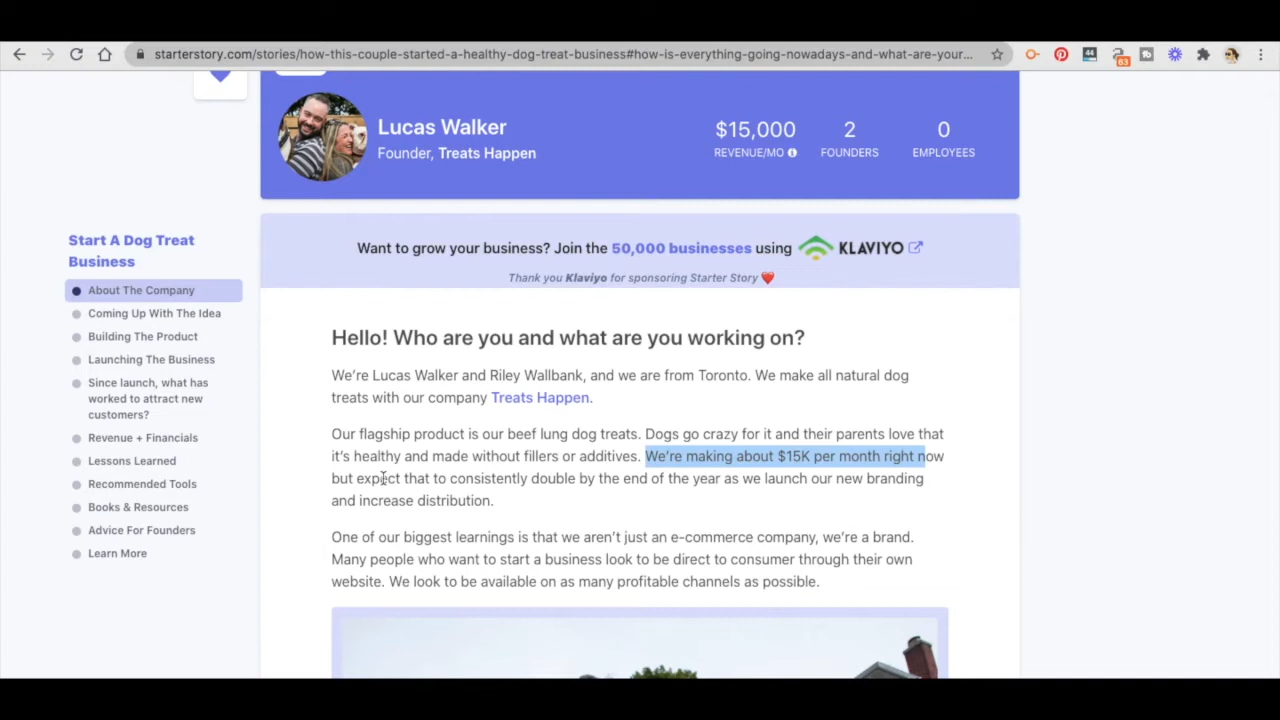 starterstory.com/stories/how-this-couple-started-a-healthy-dog-treat-business#how-is-everything-going-nowadays-and-what-are-your...
44
63
Lucas Walker
Founder, Treats Happen
$15,000
REVENUE/MO
2
FOUNDERS
0
EMPLOYEES
Start A Dog Treat
Business
About The Company
Coming Up With The Idea
Building The Product
Launching The Business
Since launch, what has
worked to attract new
customers?
Revenue + Financials
Lessons Learned
Recommended Tools
Books & Resources
Advice For Founders
Learn More
Want to grow your business? Join the 50,000 businesses using KLAVIYO
Thank you Klaviyo for sponsoring Starter Story ❤️
Hello! Who are you and what are you working on?
We’re Lucas Walker and Riley Wallbank, and we are from Toronto. We make all natural dog
treats with our company Treats Happen.
Our flagship product is our beef lung dog treats. Dogs go crazy for it and their parents love that
it’s healthy and made without fillers or additives. We’re making about $15K per month right now
but expect that to consistently double by the end of the year as we launch our new branding
and increase distribution.
One of our biggest learnings is that we aren’t just an e-commerce company, we’re a brand.
Many people who want to start a business look to be direct to consumer through their own
website. We look to be available on as many profitable channels as possible.